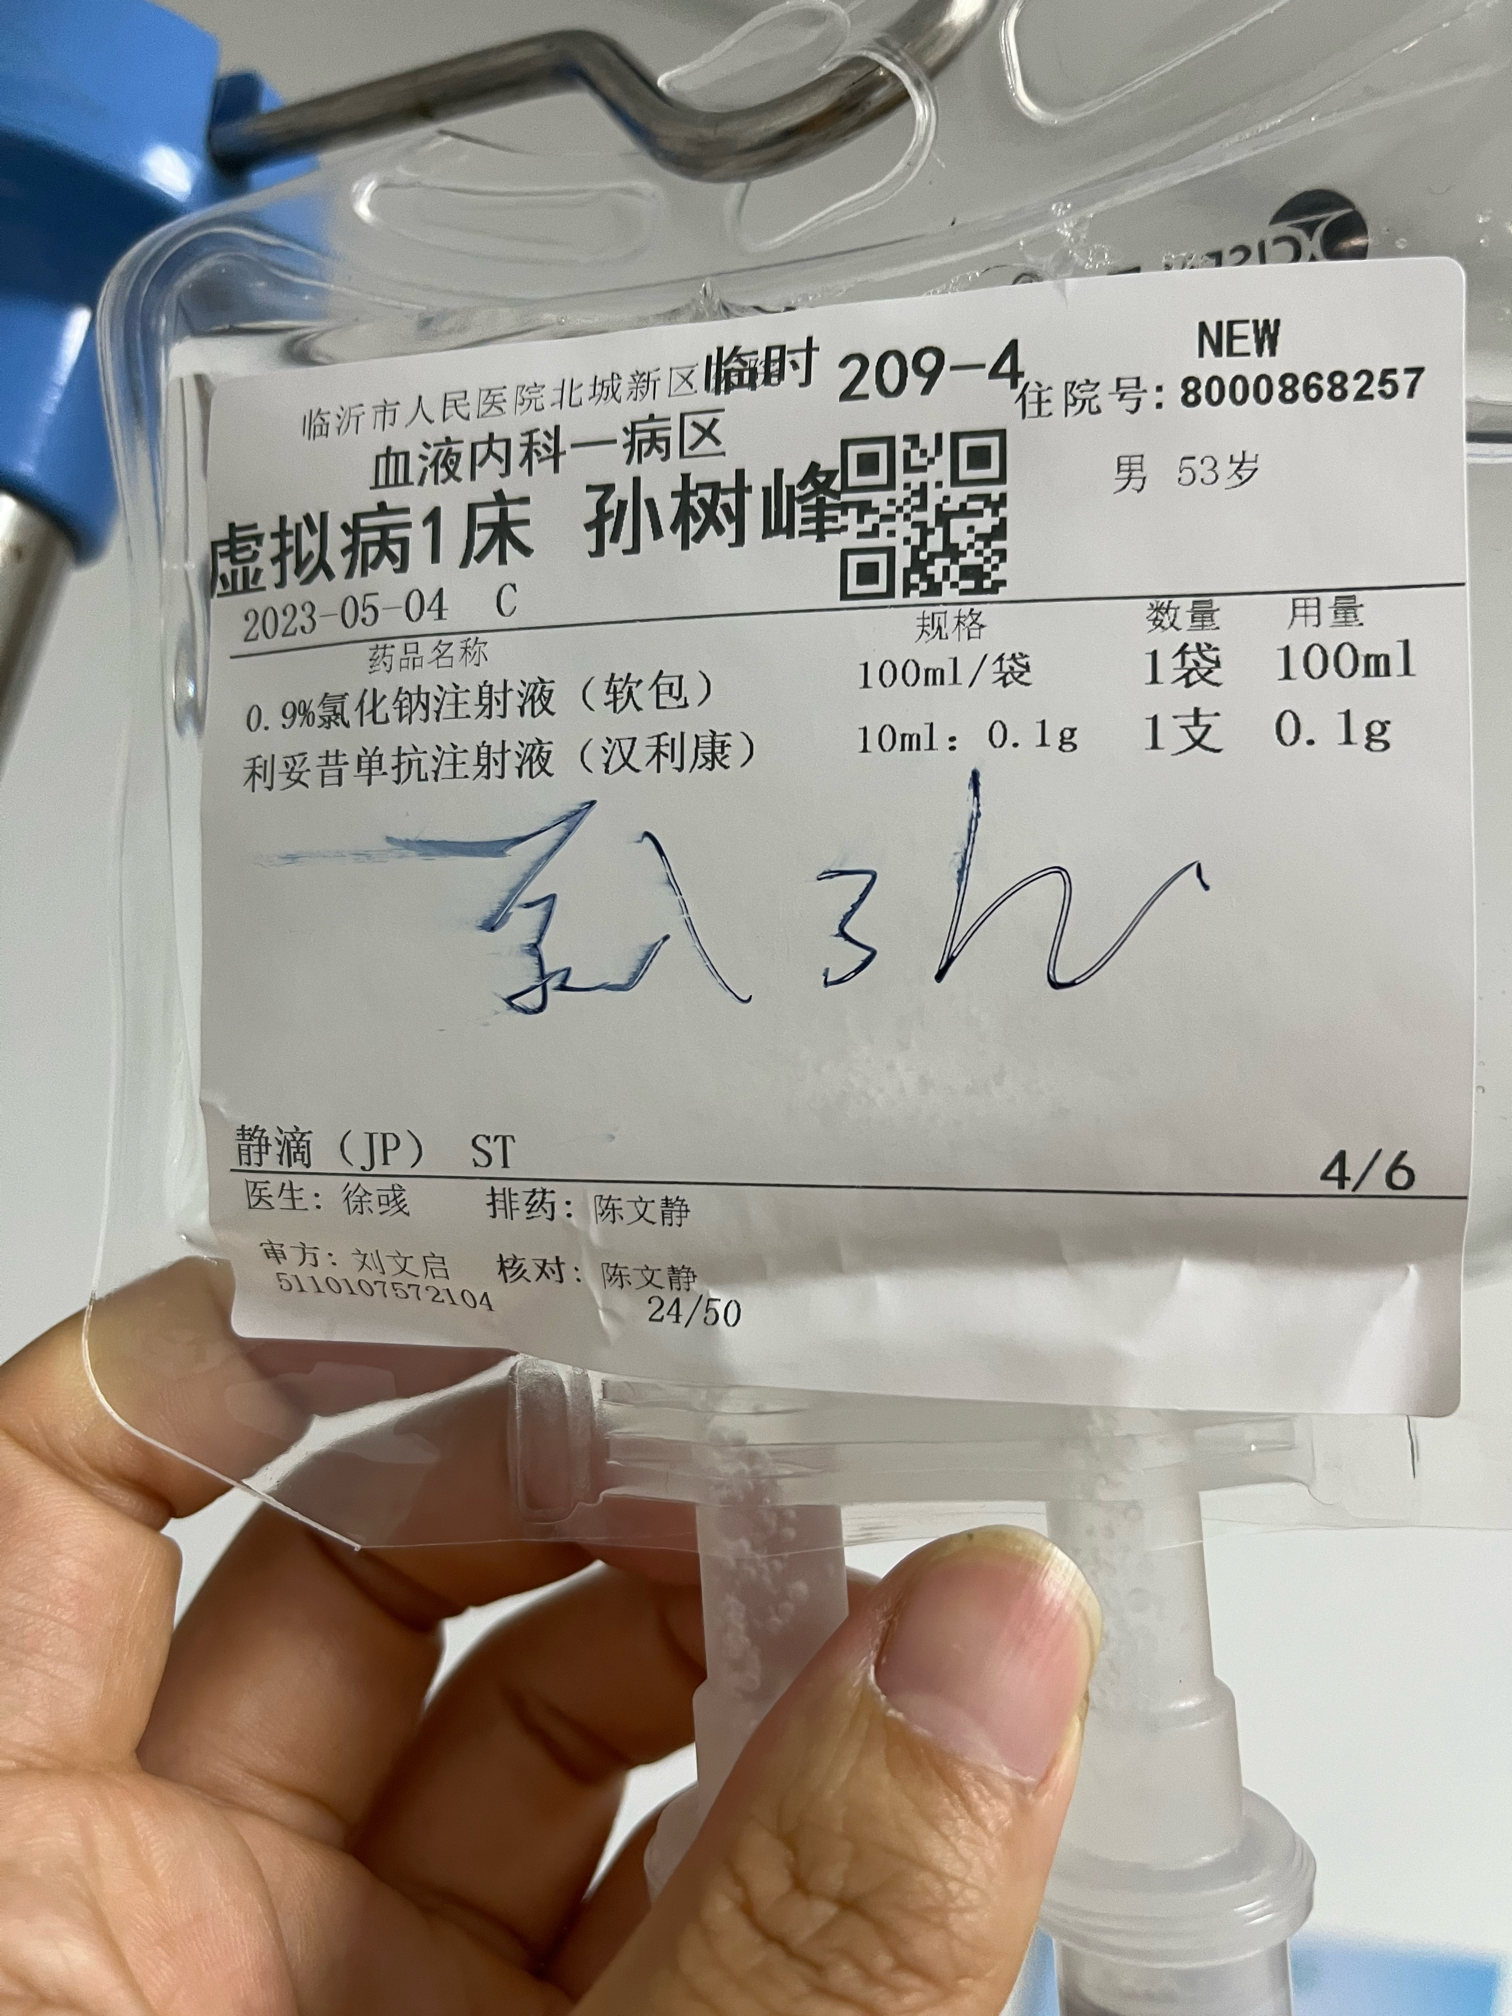 NEW
临沂市人民医院北城新区 临时 209-4 住院号: 8000868257
血液内科一病区
虚拟病1床 孙树峰 男 53岁
2023-05-04 C
药品名称 规格 数量 用量
0.9%氯化钠注射液（软包） 100ml/袋 1袋 100ml
利妥昔单抗注射液（汉利康） 10ml: 0.1g 1支 0.1g
3h
静滴（JP） ST 4/6
医生: 徐彧 排药: 陈文静
审方: 刘文启 核对: 陈文静
5110107572104 24/50